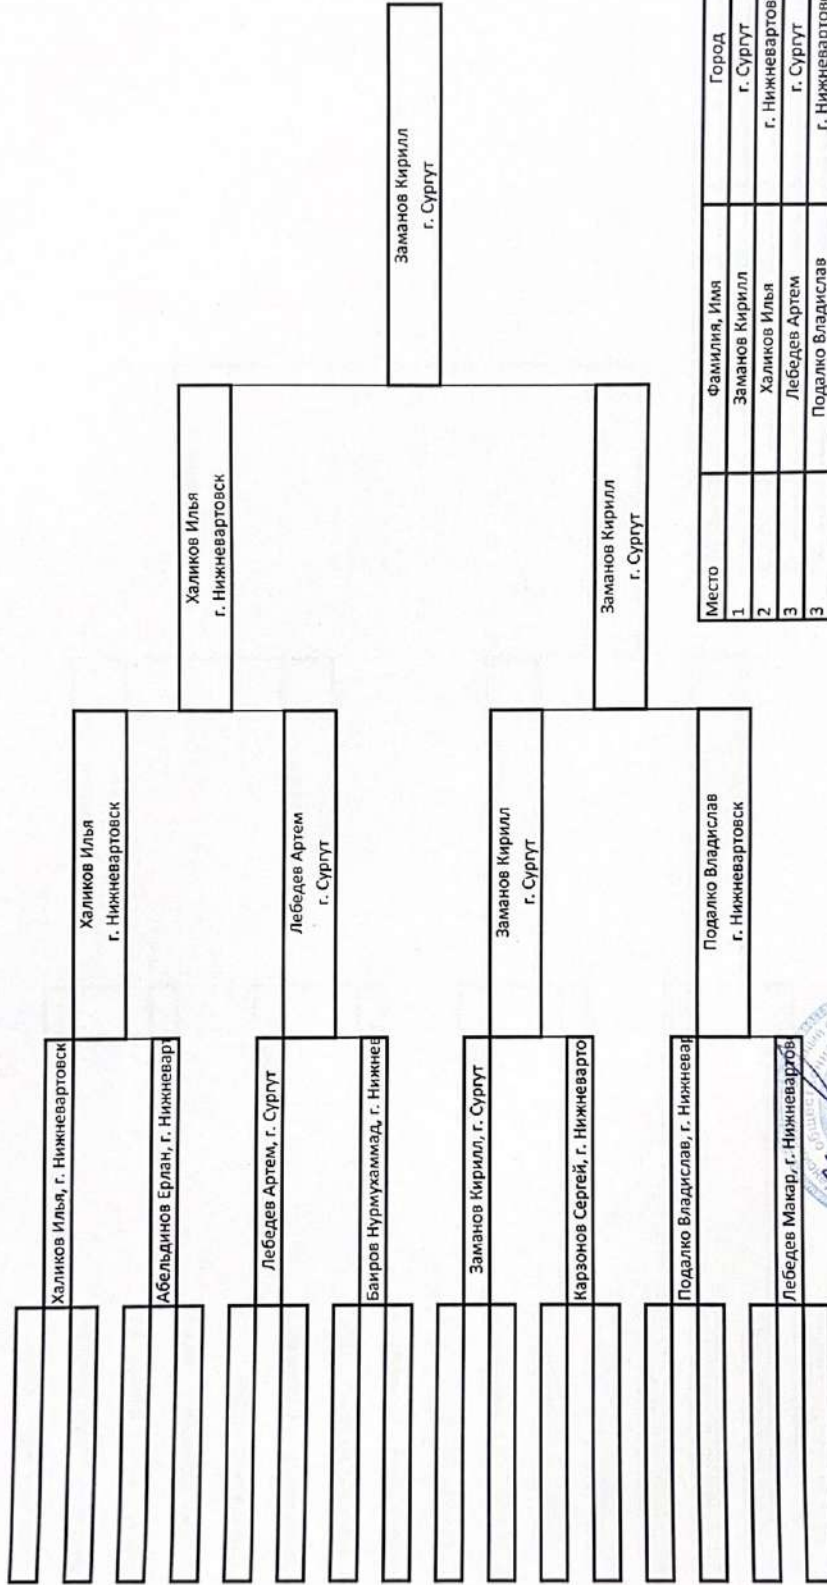 Халиков Илья, г. Нижневартовск
Абельдинов Ерлан, г. Нижневарт
Лебедев Артем, г. Сургут
Баиров Нурмухаммад, г. Нижнев
Заманов Кирилл, г. Сургут
Карзонов Сергей, г. Нижневарто
Подалко Владислав, г. Нижневар
Лебедев Макар, г. Нижневартов
Халиков Илья
г. Нижневартовск
Лебедев Артем
г. Сургут
Заманов Кирилл
г. Сургут
Подалко Владислав
г. Нижневартовск
Халиков Илья
г. Нижневартовск
Заманов Кирилл
г. Сургут
Заманов Кирилл
г. Сургут
Место Фамилия, Имя Город
1 Заманов Кирилл г. Сургут
2 Халиков Илья г. Нижневартов
3 Лебедев Артем г. Сургут
3 Подалко Владислав г. Нижневартов